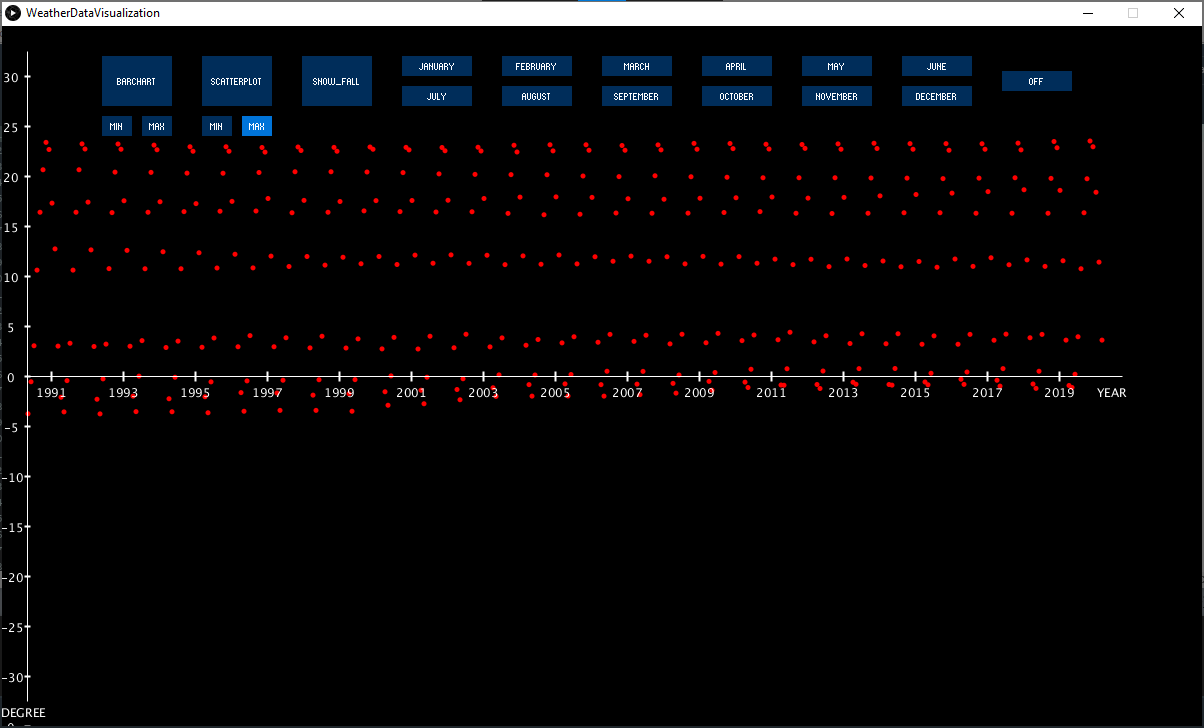 WeatherDataVisualization
BARCHART SCATTERPLOT SNOW_FALL JANUARY FEBRUARY MARCH APRIL MAY JUNE OFF
JULY AUGUST SEPTEMBER OCTOBER NOVEMBER DECEMBER
MIN MAX MIN MAX
30
25
20
15
10
5
0
1991 1993 1995 1997 1999 2001 2003 2005 2007 2009 2011 2013 2015 2017 2019 YEAR
-5
-10
-15
-20
-25
-30
DEGREE